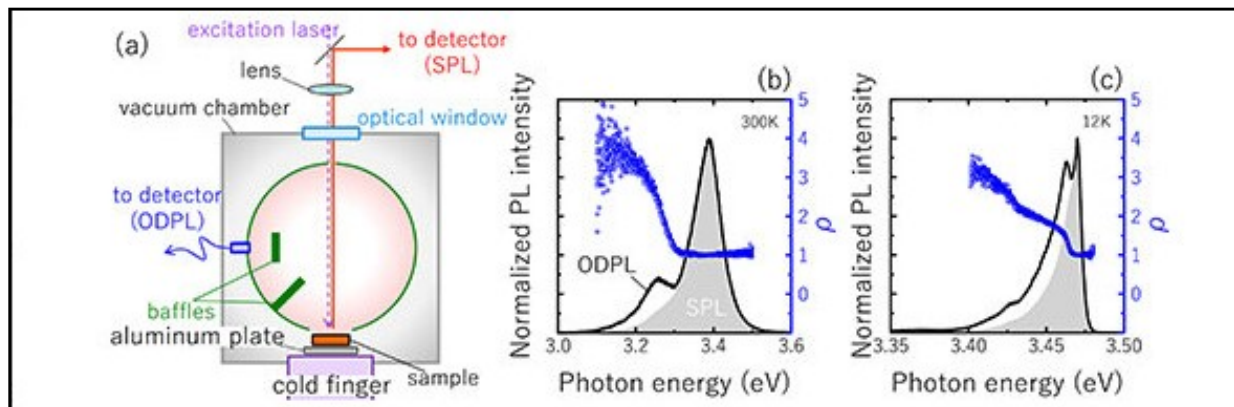 (a)
excitation laser
to detector
(SPL)
lens
vacuum chamber
optical window
to detector
(ODPL)
baffles
aluminum plate
sample
cold finger
(b)
300K
Normalized PL intensity
ODPL
SPL
5
4
3
2
1
0
ρ
3.0 3.2 3.4 3.6
Photon energy (eV)
(c)
12K
Normalized PL intensity
5
4
3
2
1
0
ρ
3.35 3.40 3.45 3.50
Photon energy (eV)